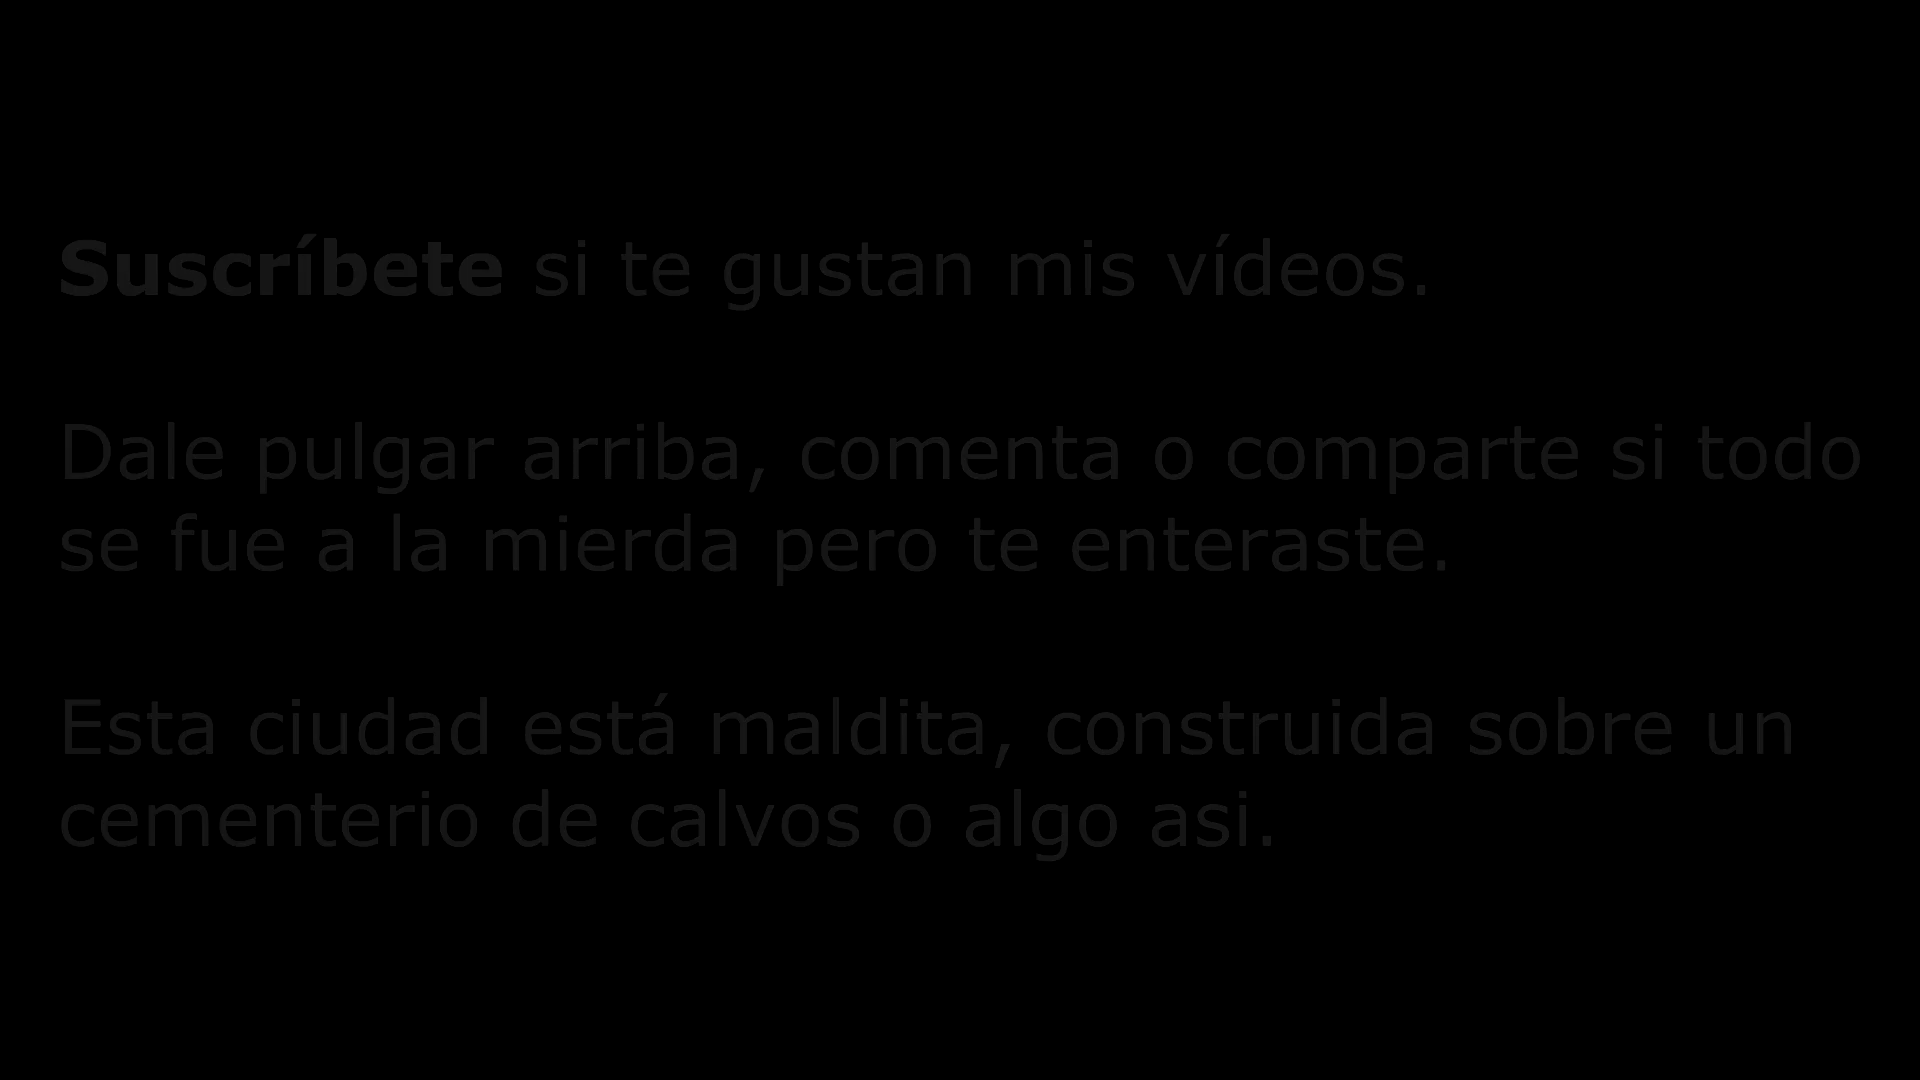 Suscríbete si te gustan mis vídeos.
Dale pulgar arriba, comenta o comparte si todo
se fue a la mierda pero te enteraste.
Esta ciudad está maldita, construida sobre un
cementerio de calvos o algo asi.